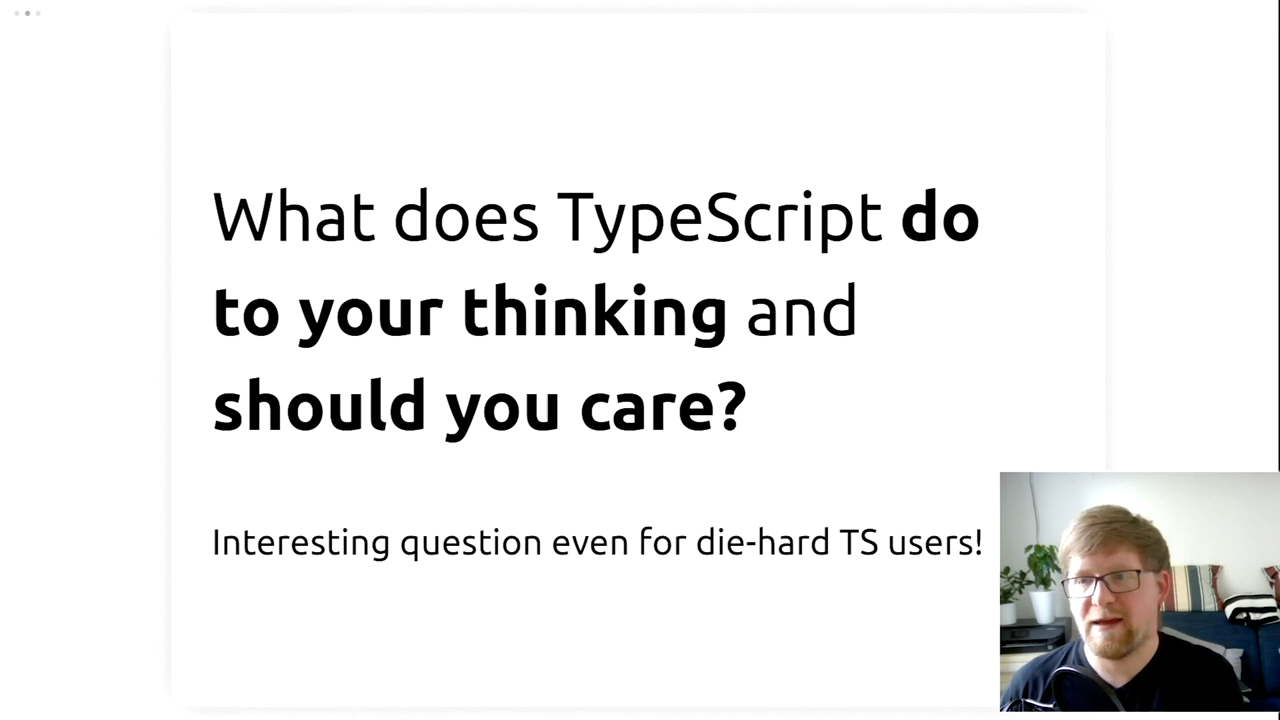 What does TypeScript do
to your thinking and
should you care?
Interesting question even for die-hard TS users!